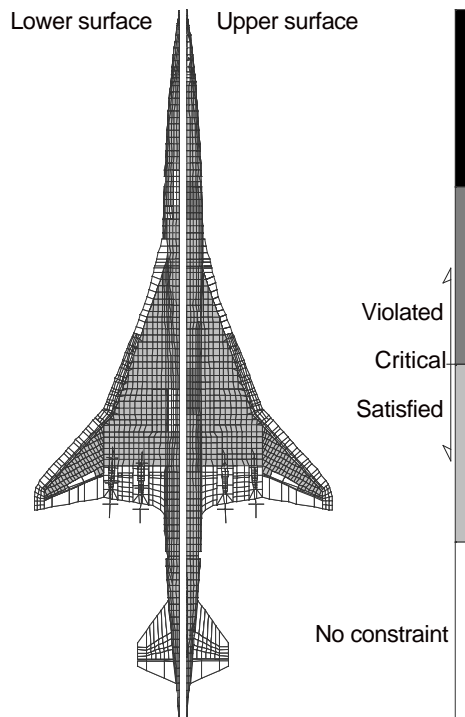 Lower surface
Upper surface
Violated
Critical
Satisfied
No constraint